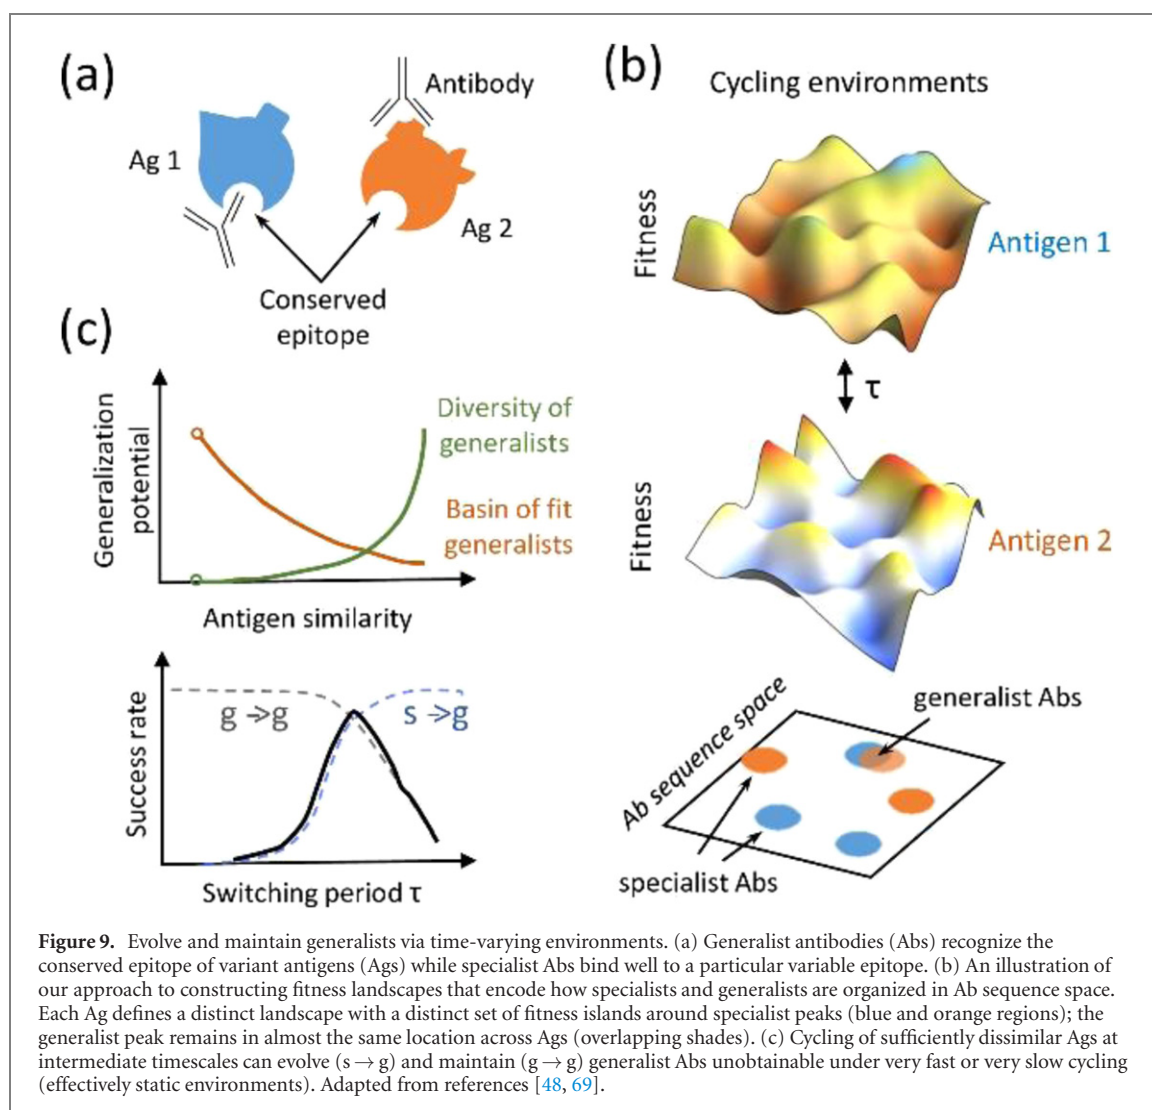 (a)
Antibody
Ag 1
Ag 2
Conserved
epitope
(b)
Cycling environments
Fitness
Antigen 1
τ
Fitness
Antigen 2
Ab sequence space
generalist Abs
specialist Abs
(c)
Generalization
potential
Diversity of
generalists
Basin of fit
generalists
Antigen similarity
Success rate
g →g
s →g
Switching period τ
Figure 9. Evolve and maintain generalists via time-varying environments. (a) Generalist antibodies (Abs) recognize the
conserved epitope of variant antigens (Ags) while specialist Abs bind well to a particular variable epitope. (b) An illustration of
our approach to constructing fitness landscapes that encode how specialists and generalists are organized in Ab sequence space.
Each Ag defines a distinct landscape with a distinct set of fitness islands around specialist peaks (blue and orange regions); the
generalist peak remains in almost the same location across Ags (overlapping shades). (c) Cycling of sufficiently dissimilar Ags at
intermediate timescales can evolve (s → g) and maintain (g → g) generalist Abs unobtainable under very fast or very slow cycling
(effectively static environments). Adapted from references [48, 69].